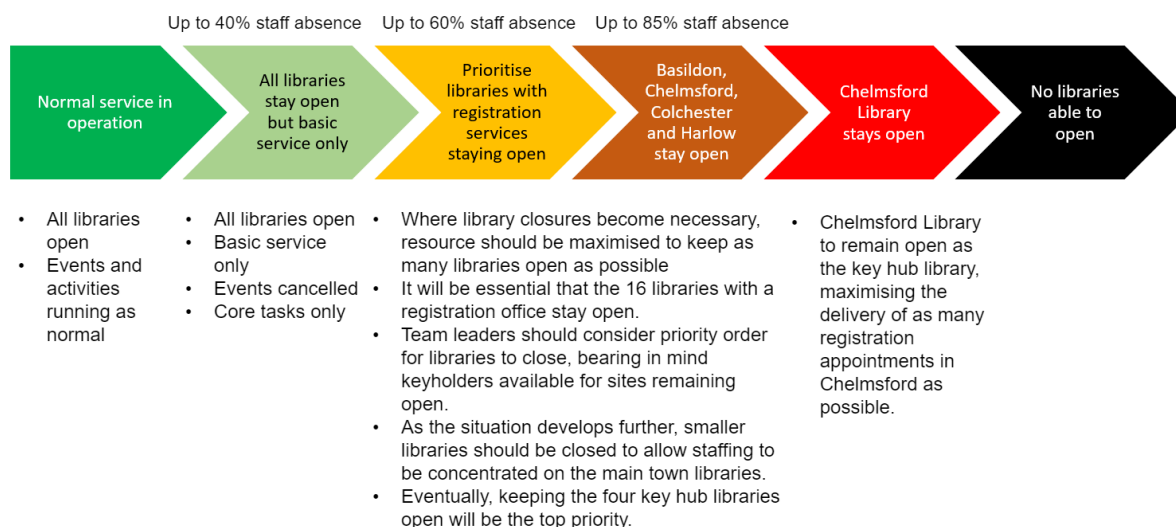 Up to 40% staff absence
Up to 60% staff absence
Up to 85% staff absence
Normal service in
operation
All libraries
stay open
but basic
service only
Prioritise
libraries with
registration
services
staying open
Basildon,
Chelmsford,
Colchester
and Harlow
stay open
Chelmsford
Library
stays open
No libraries
able to
open
• All libraries
open
• Events and
activities
running as
normal
• All libraries open
• Basic service
only
• Events cancelled
• Core tasks only
• Where library closures become necessary,
resource should be maximised to keep as
many libraries open as possible
• It will be essential that the 16 libraries with a
registration office stay open.
• Team leaders should consider priority order
for libraries to close, bearing in mind
keyholders available for sites remaining
open.
• As the situation develops further, smaller
libraries should be closed to allow staffing to
be concentrated on the main town libraries.
• Eventually, keeping the four key hub libraries
open will be the top priority.
• Chelmsford Library
to remain open as
the key hub library,
maximising the
delivery of as many
registration
appointments in
Chelmsford as
possible.